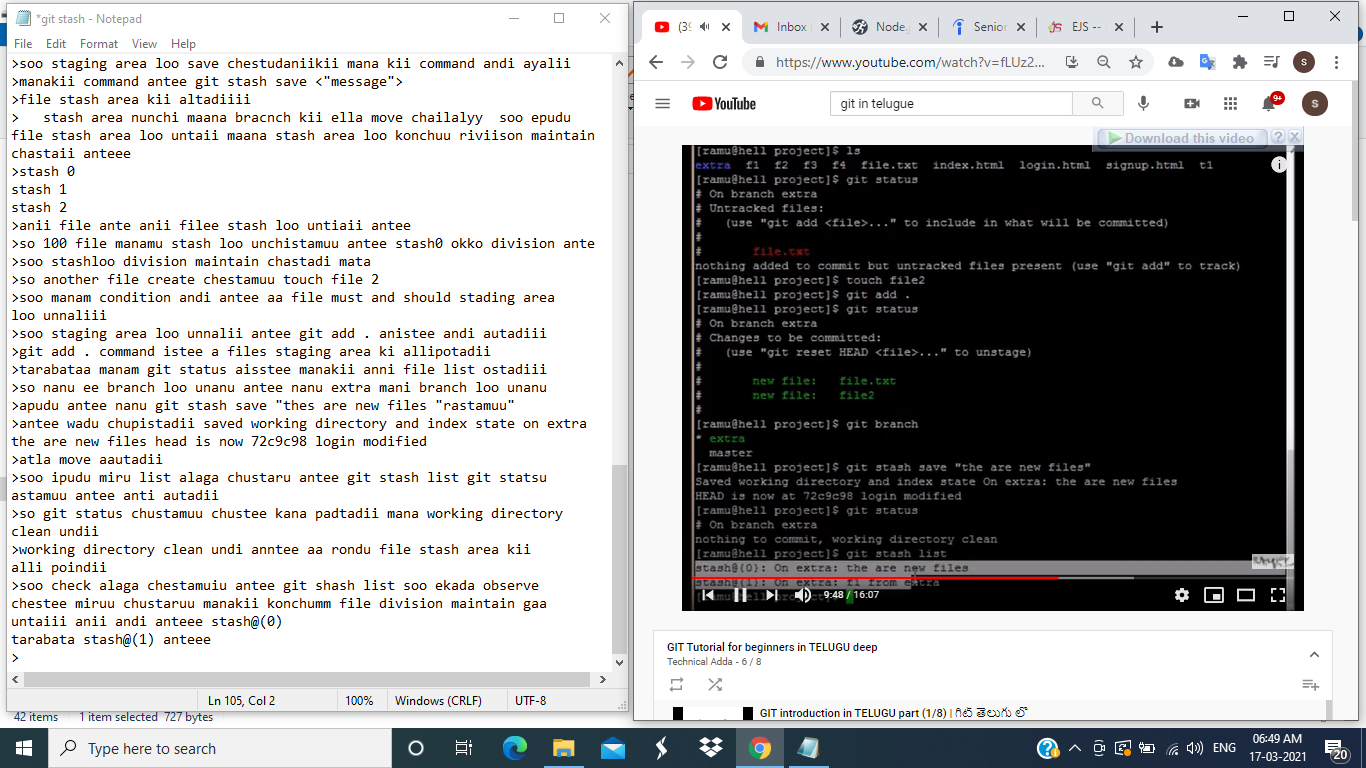 *git stash - Notepad
File Edit Format View Help
>soo staging area loo save chestudaniikii mana kii command andi ayalii
>manakii command antee git stash save <"message">
>file stash area kii altadiiii
>   stash area nunchi maana bracnch kii ella move chailalyy  soo epudu
file stash area loo untaii maana stash area loo konchuu riviison maintain
chastaii anteee
>stash 0
stash 1
stash 2
>anii file ante anii filee stash loo untiaii antee
>so 100 file manamu stash loo unchistamuu antee stash0 okko division ante
>soo stashloo division maintain chastadi mata
>so another file create chestamuu touch file 2
>soo manam condition andi antee aa file must and should stading area
loo unnaliii
>soo staging area loo unnalii antee git add . anistee andi autadiii
>git add . command istee a files staging area ki allipotadii
>tarabataa manam git status aisstee manakii anni file list ostadiii
>so nanu ee branch loo unanu antee nanu extra mani branch loo unanu
>apudu antee nanu git stash save "thes are new files "rastamuu"
>antee wadu chupistadii saved working directory and index state on extra
the are new files head is now 72c9c98 login modified
>atla move aautadii
>soo ipudu miru list alaga chustaru antee git stash list git statsu
astamuu antee anti autadii
>so git status chustamuu chustee kana padtadii mana working directory
clean undii
>working directory clean undi anntee aa rondu file stash area kii
alli poindii
>soo check alaga chestamuiu antee git shash list soo ekada observe
chestee miruu chustaruu manakii konchumm file division maintain gaa
untaiii anii andi anteee stash@(0)
tarabata stash@(1) anteee
>
Ln 105, Col 2 100% Windows (CRLF) UTF-8
42 items 1 item selected 727 bytes
(39 Inbox Node. Senior EJS --
https://www.youtube.com/watch?v=fLUz2... S
YouTube git in telugue 9+ S
Download this video ?
[ramu@hell project]$ ls
extra  f1  f2  f3  f4  file.txt  index.html  login.html  signup.html  t1
[ramu@hell project]$ git status
# On branch extra
# Untracked files:
#   (use "git add <file>..." to include in what will be committed)
#
#       file.txt
nothing added to commit but untracked files present (use "git add" to track)
[ramu@hell project]$ touch file2
[ramu@hell project]$ git add .
[ramu@hell project]$ git status
# On branch extra
# Changes to be committed:
#   (use "git reset HEAD <file>..." to unstage)
#
#       new file:   file.txt
#       new file:   file2
#
[ramu@hell project]$ git branch
* extra
  master
[ramu@hell project]$ git stash save "the are new files"
Saved working directory and index state On extra: the are new files
HEAD is now at 72c9c98 login modified
[ramu@hell project]$ git status
# On branch extra
nothing to commit, working directory clean
[ramu@hell project]$ git stash list
stash@{0}: On extra: the are new files
stash@{1}: On extra: f1 from extra
[ramu@hell project]$
9:48 / 16:07
GIT Tutorial for beginners in TELUGU deep
Technical Adda - 6 / 8
GIT introduction in TELUGU part (1/8) | గిట్ తెలుగు లో
Type here to search ENG 06:49 AM
17-03-2021 20